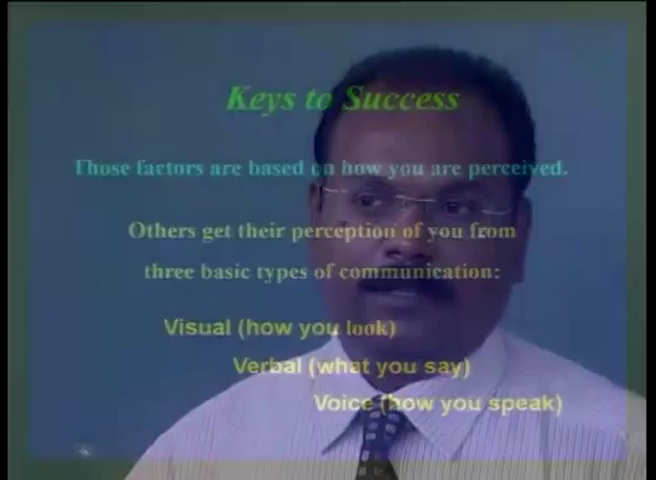 Keys to Success
Those factors are based on how you are perceived.
Others get their perception of you from
three basic types of communication:
Visual (how you look)
Verbal (what you say)
Voice (how you speak)